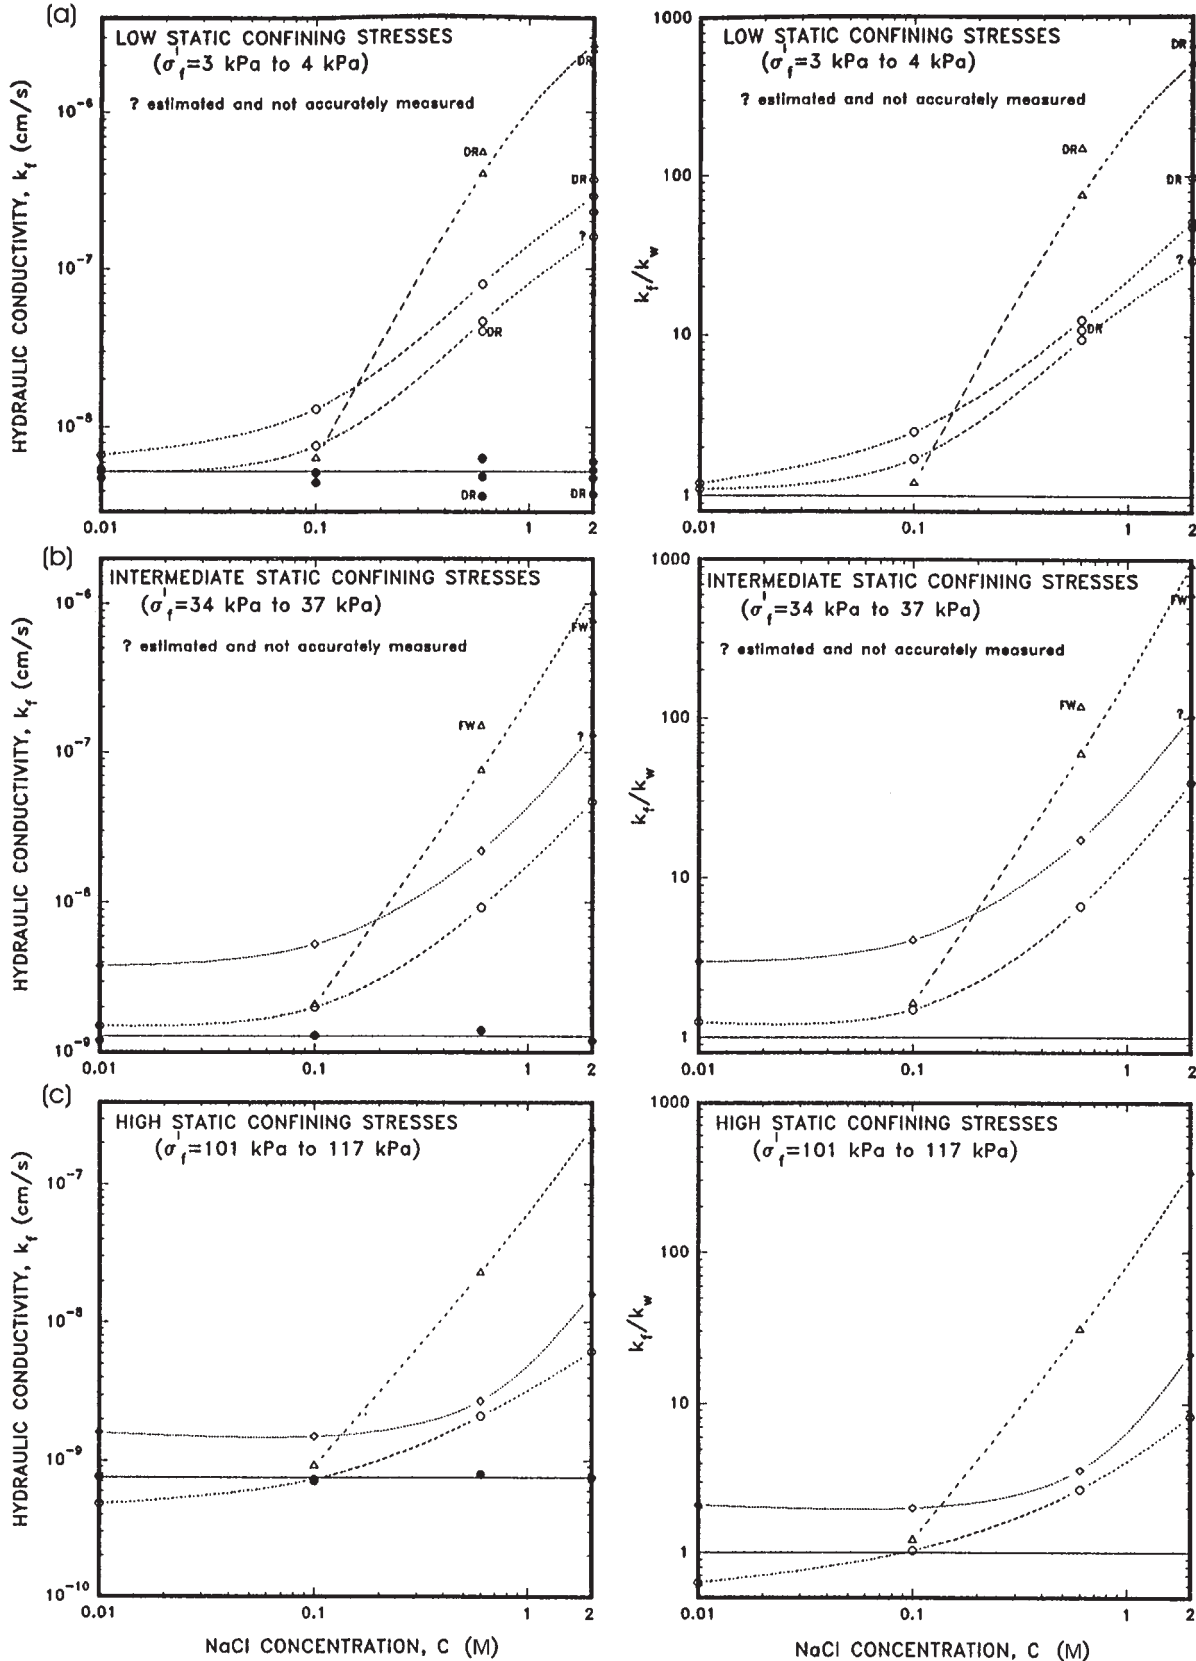 (a)
LOW STATIC CONFINING STRESSES
(σ'f=3 kPa to 4 kPa)
? estimated and not accurately measured
HYDRAULIC CONDUCTIVITY, kf (cm/s)
10-6
10-7
10-8
DR
DR
DR
?
DR
DR
DR
0.01
0.1
1
2
LOW STATIC CONFINING STRESSES
(σ'f=3 kPa to 4 kPa)
? estimated and not accurately measured
kf/kw
1000
100
10
1
DR
DR
DR
?
DR
0.01
0.1
1
2
(b)
INTERMEDIATE STATIC CONFINING STRESSES
(σ'f=34 kPa to 37 kPa)
? estimated and not accurately measured
HYDRAULIC CONDUCTIVITY, kf (cm/s)
10-6
10-7
10-8
10-9
FW
FW
?
0.01
0.1
1
2
INTERMEDIATE STATIC CONFINING STRESSES
(σ'f=34 kPa to 37 kPa)
? estimated and not accurately measured
kf/kw
1000
100
10
1
FW
FW
?
0.01
0.1
1
2
(c)
HIGH STATIC CONFINING STRESSES
(σ'f=101 kPa to 117 kPa)
HYDRAULIC CONDUCTIVITY, kf (cm/s)
10-7
10-8
10-9
10-10
0.01
0.1
1
2
NaCl CONCENTRATION, C (M)
HIGH STATIC CONFINING STRESSES
(σ'f=101 kPa to 117 kPa)
kf/kw
1000
100
10
1
0.01
0.1
1
2
NaCl CONCENTRATION, C (M)